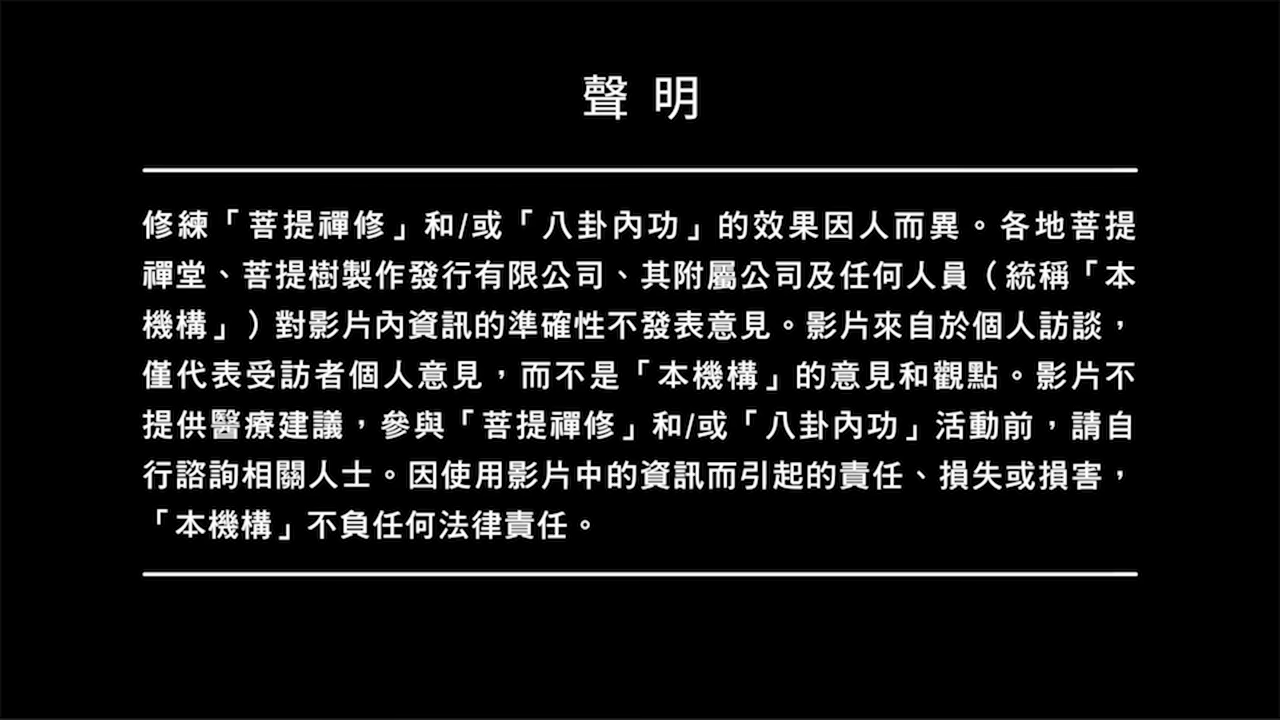 聲明
修練「菩提禪修」和/或「八卦內功」的效果因人而異。各地菩提
禪堂、菩提樹製作發行有限公司、其附屬公司及任何人員（統稱「本
機構」）對影片內資訊的準確性不發表意見。影片來自於個人訪談，
僅代表受訪者個人意見，而不是「本機構」的意見和觀點。影片不
提供醫療建議，參與「菩提禪修」和/或「八卦內功」活動前，請自
行諮詢相關人士。因使用影片中的資訊而引起的責任、損失或損害，
「本機構」不負任何法律責任。